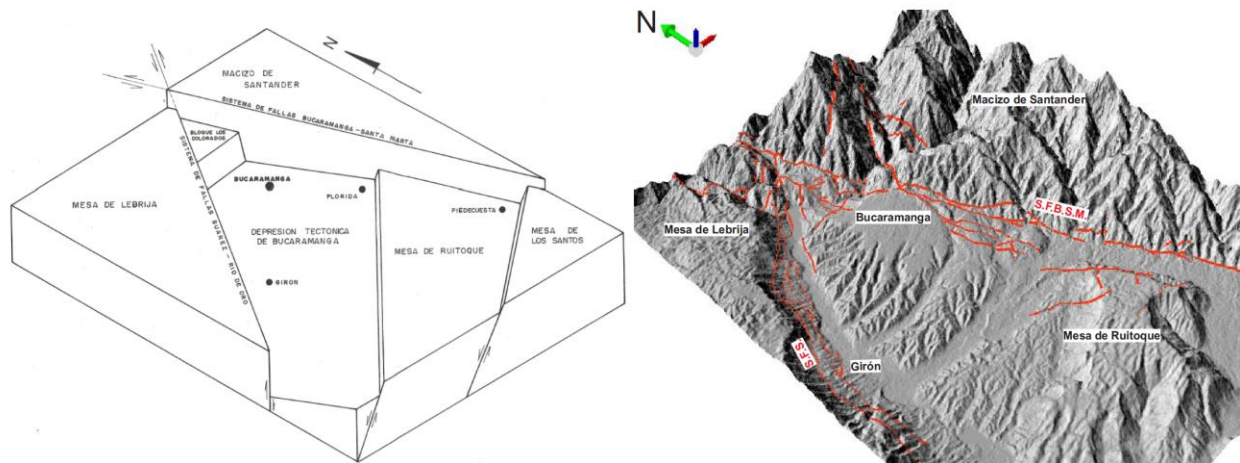 N
MACIZO DE
SANTANDER
SISTEMA DE FALLAS BUCARAMANGA-SANTA MARTA
BLOQUE LOS
COLORADOS
SISTEMA DE FALLAS SUAREZ - RIO DE ORO
MESA DE LEBRIJA
BUCARAMANGA
FLORIDA
DEPRESION TECTONICA
DE BUCARAMANGA
GIRON
PIEDECUESTA
MESA DE RUITOQUE
MESA DE
LOS SANTOS
N
Macizo de Santander
S.F.B.S.M.
Mesa de Lebrija
Bucaramanga
Mesa de Ruitoque
S.F.S.
Girón